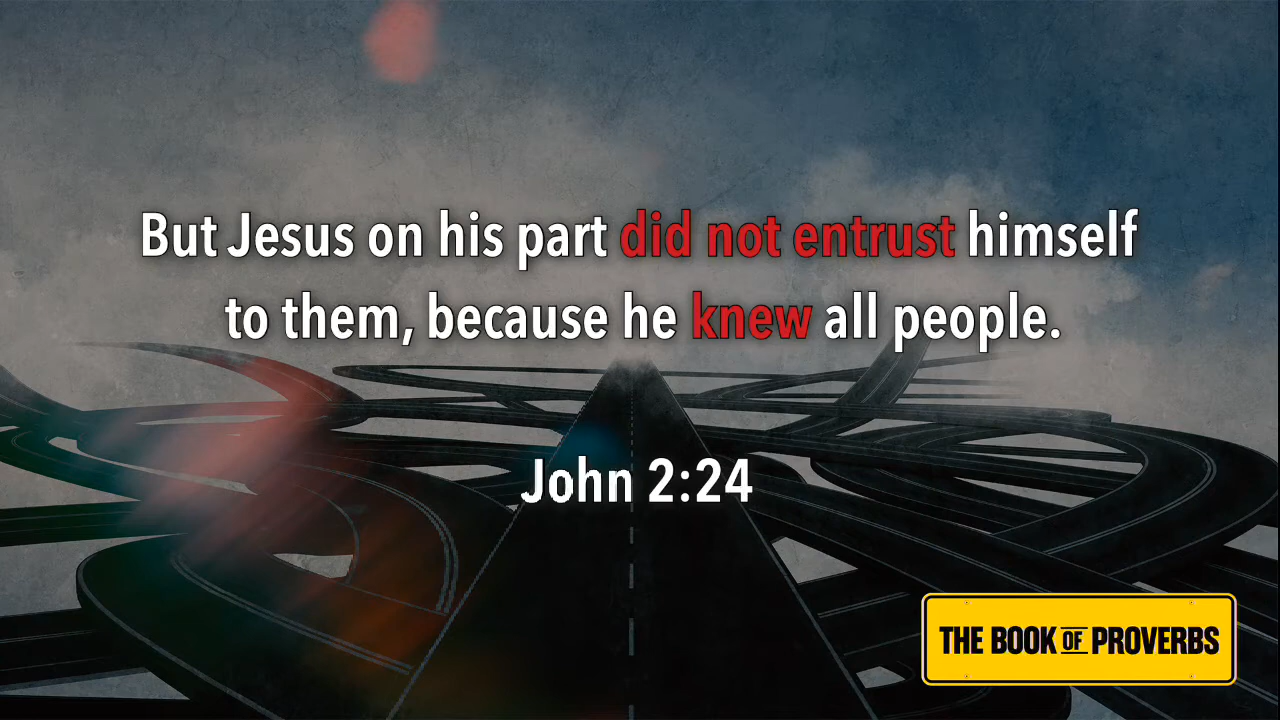 But Jesus on his part did not entrust himself
to them, because he knew all people.
John 2:24
THE BOOK OF PROVERBS